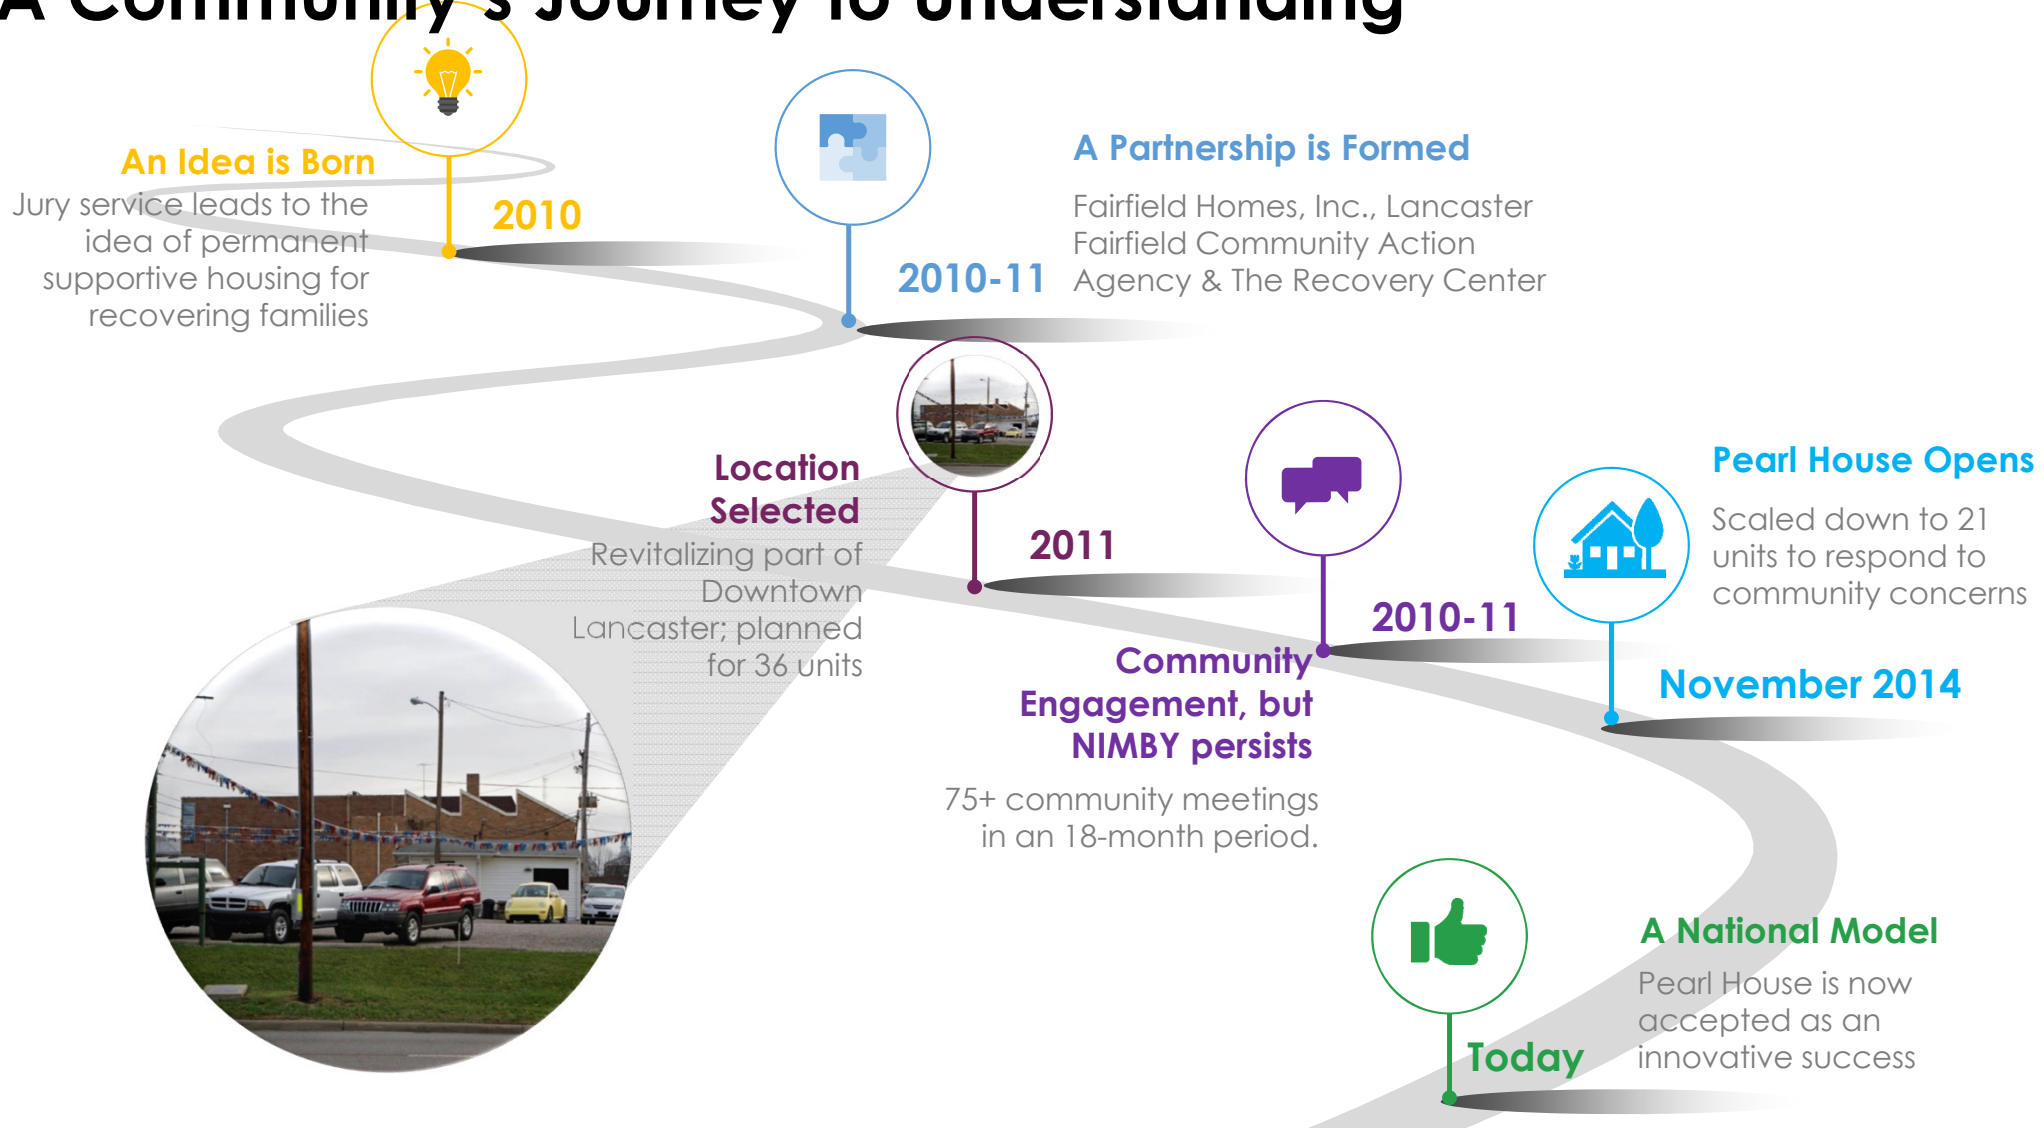 A Community's Journey to Understanding
An Idea is Born
Jury service leads to the
idea of permanent
supportive housing for
recovering families
2010
A Partnership is Formed
Fairfield Homes, Inc., Lancaster
Fairfield Community Action
Agency & The Recovery Center
2010-11
Location
Selected
Revitalizing part of
Downtown
Lancaster; planned
for 36 units
2011
2010-11
Community
Engagement, but
NIMBY persists
75+ community meetings
in an 18-month period.
Pearl House Opens
Scaled down to 21
units to respond to
community concerns
November 2014
A National Model
Pearl House is now
accepted as an
innovative success
Today